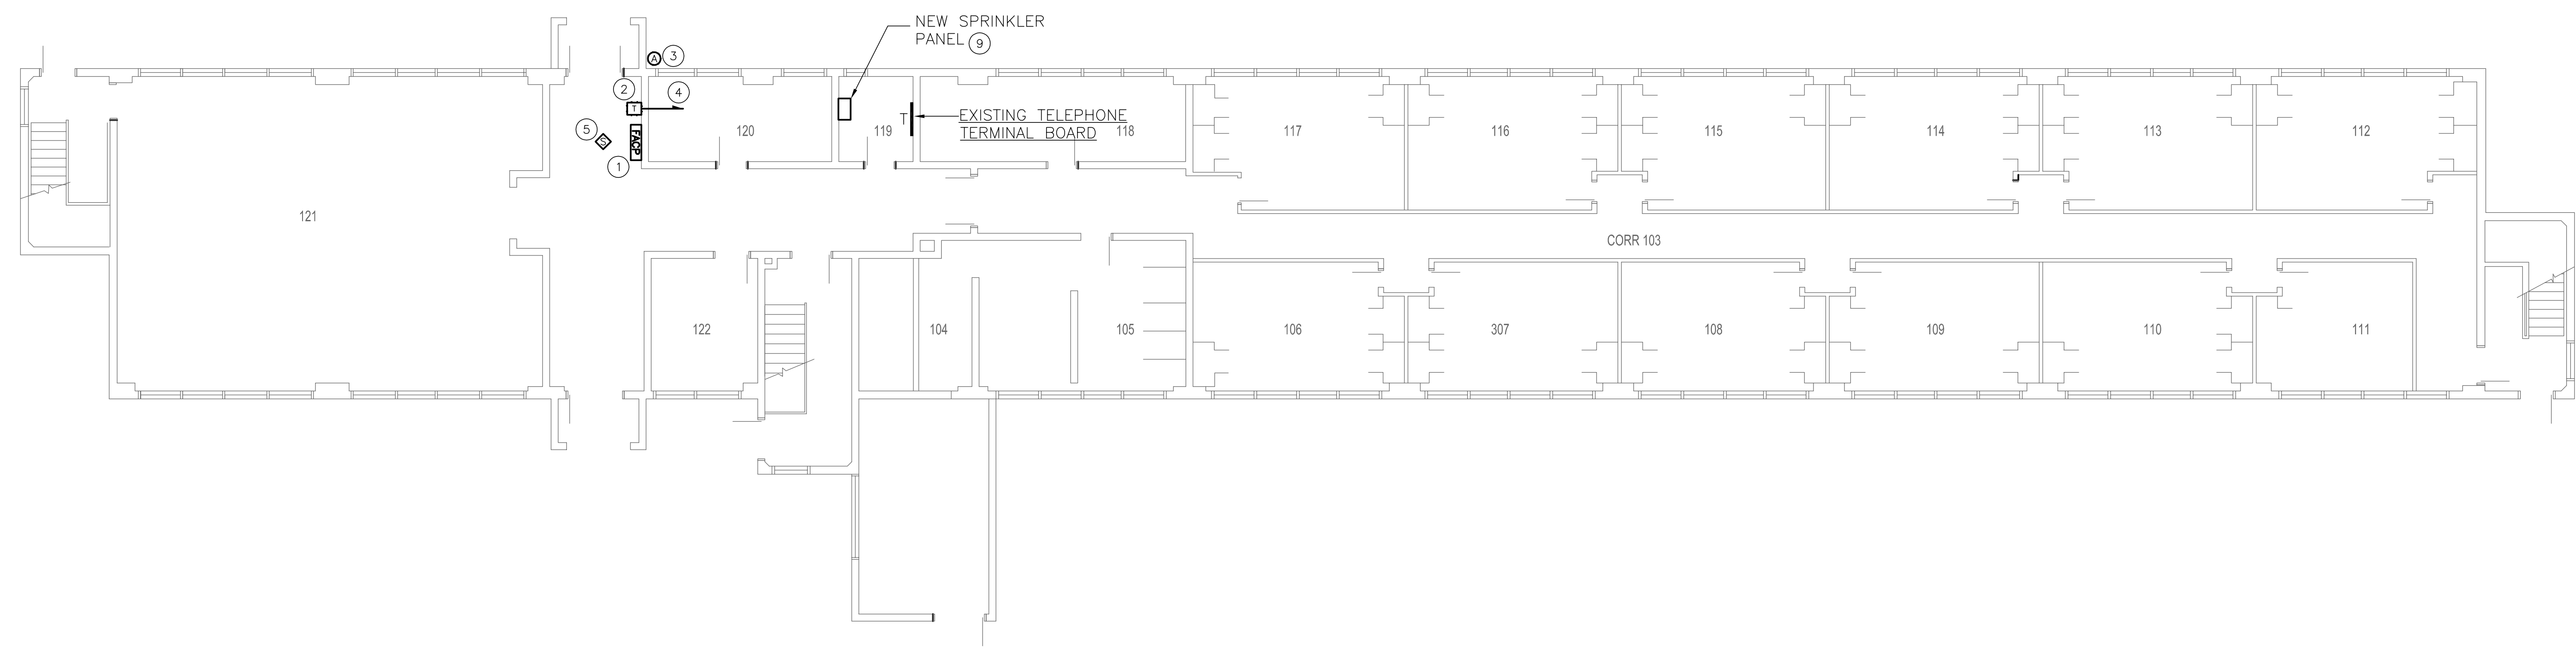 NEW SPRINKLER
PANEL 9
A 3
2
T 4
5
S
FACP
1
120
119
T
EXISTING TELEPHONE
TERMINAL BOARD
118
117
116
115
114
113
112
121
CORR 103
122
104
105
106
307
108
109
110
111